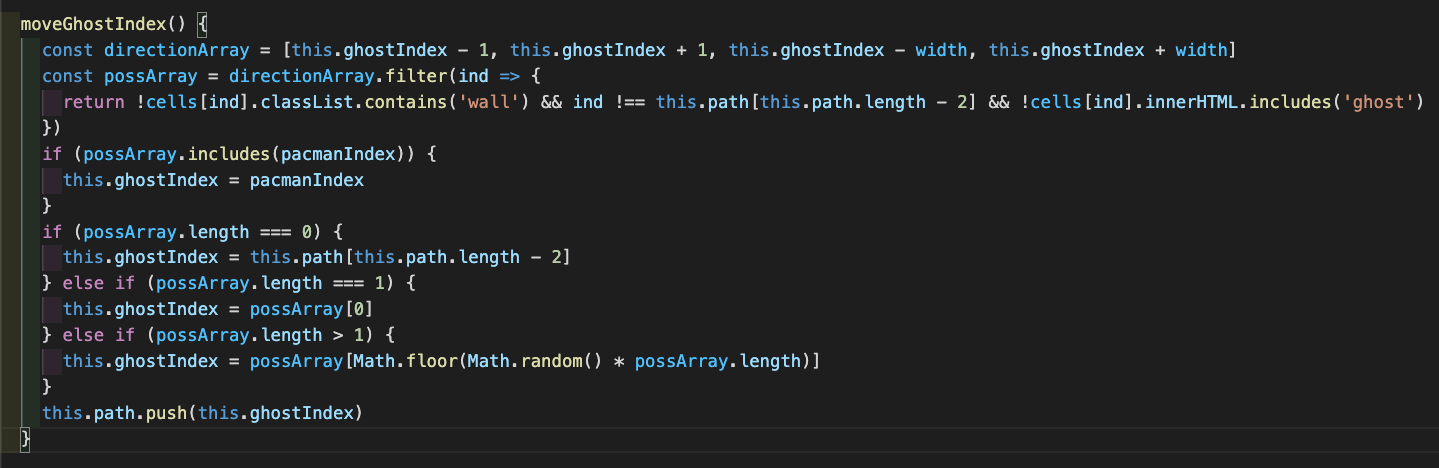 moveGhostIndex() {
  const directionArray = [this.ghostIndex - 1, this.ghostIndex + 1, this.ghostIndex - width, this.ghostIndex + width]
  const possArray = directionArray.filter(ind => {
    return !cells[ind].classList.contains('wall') && ind !== this.path[this.path.length - 2] && !cells[ind].innerHTML.includes('ghost')
  })
  if (possArray.includes(pacmanIndex)) {
    this.ghostIndex = pacmanIndex
  }
  if (possArray.length === 0) {
    this.ghostIndex = this.path[this.path.length - 2]
  } else if (possArray.length === 1) {
    this.ghostIndex = possArray[0]
  } else if (possArray.length > 1) {
    this.ghostIndex = possArray[Math.floor(Math.random() * possArray.length)]
  }
  this.path.push(this.ghostIndex)
}